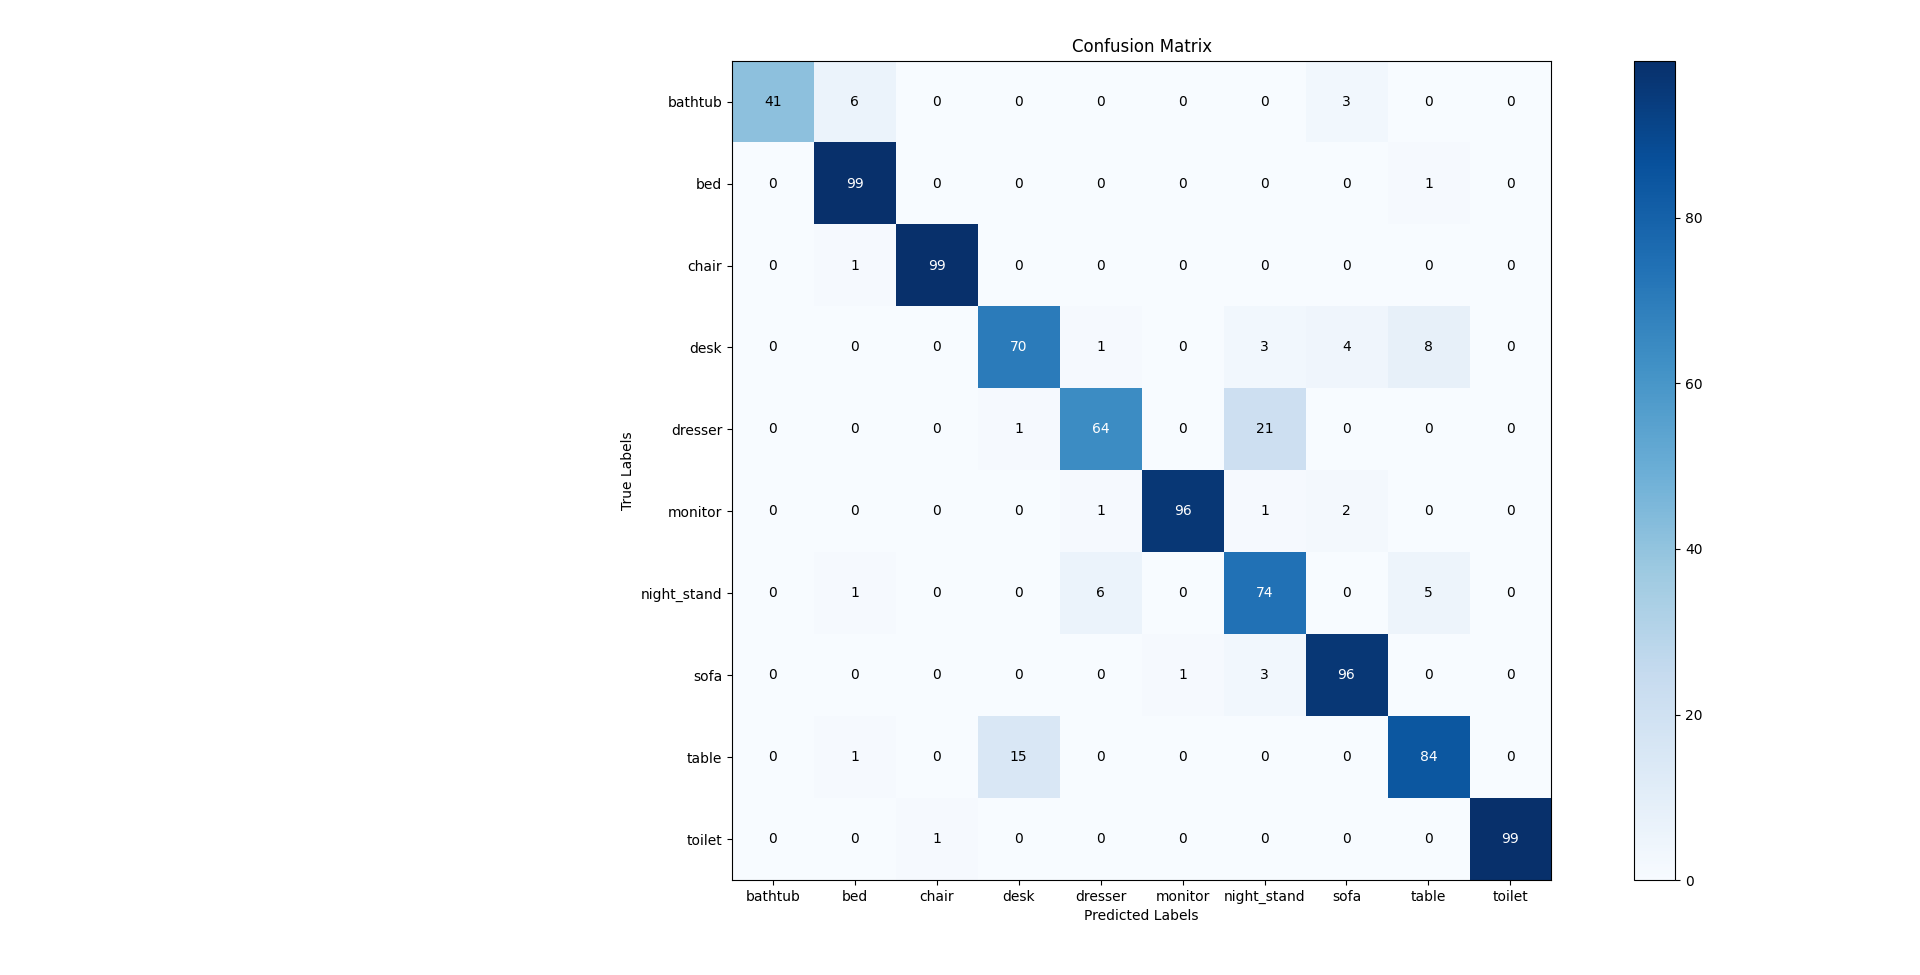 Confusion Matrix
True Labels
bathtub 41 6 0 0 0 0 0 3 0 0
bed 0 99 0 0 0 0 0 0 1 0
chair 0 1 99 0 0 0 0 0 0 0
desk 0 0 0 70 1 0 3 4 8 0
dresser 0 0 0 1 64 0 21 0 0 0
monitor 0 0 0 0 1 96 1 2 0 0
night_stand 0 1 0 0 6 0 74 0 5 0
sofa 0 0 0 0 0 1 3 96 0 0
table 0 1 0 15 0 0 0 0 84 0
toilet 0 0 1 0 0 0 0 0 0 99
bathtub bed chair desk dresser monitor night_stand sofa table toilet
Predicted Labels
80
60
40
20
0